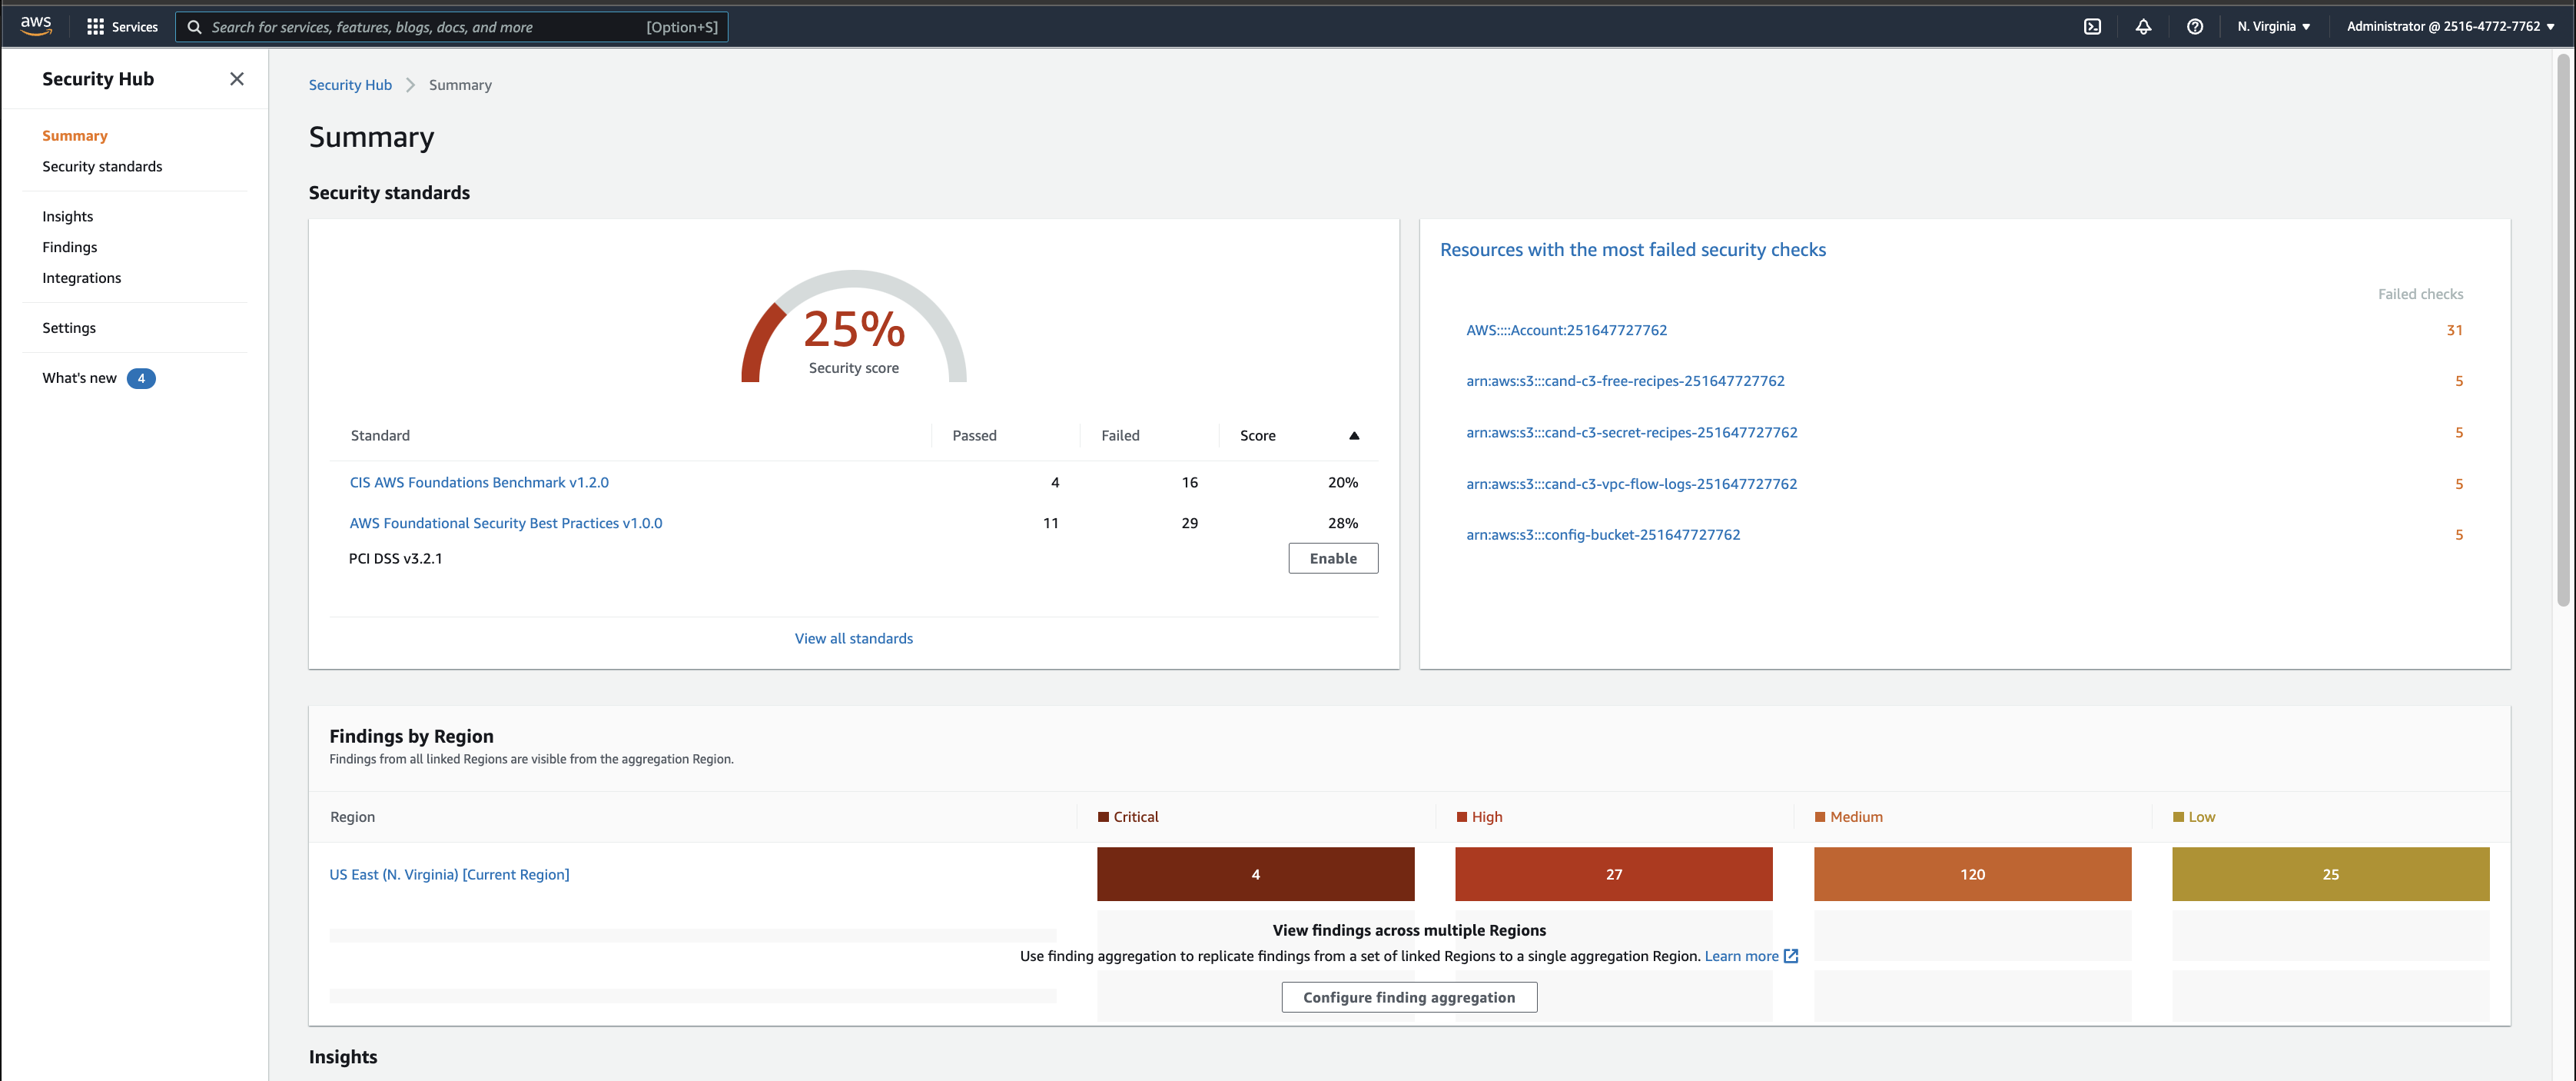 aws
Services
Search for services, features, blogs, docs, and more [Option+S]
N. Virginia
Administrator @ 2516-4772-7762
Security Hub
Summary
Security standards
Insights
Findings
Integrations
Settings
What's new 4
Security Hub Summary
Summary
Security standards
25%
Security score
Standard Passed Failed Score
CIS AWS Foundations Benchmark v1.2.0 4 16 20%
AWS Foundational Security Best Practices v1.0.0 11 29 28%
PCI DSS v3.2.1 Enable
View all standards
Resources with the most failed security checks
Failed checks
AWS::::Account:251647727762 31
arn:aws:s3:::cand-c3-free-recipes-251647727762 5
arn:aws:s3:::cand-c3-secret-recipes-251647727762 5
arn:aws:s3:::cand-c3-vpc-flow-logs-251647727762 5
arn:aws:s3:::config-bucket-251647727762 5
Findings by Region
Findings from all linked Regions are visible from the aggregation Region.
Region Critical High Medium Low
US East (N. Virginia) [Current Region] 4 27 120 25
View findings across multiple Regions
Use finding aggregation to replicate findings from a set of linked Regions to a single aggregation Region. Learn more
Configure finding aggregation
Insights